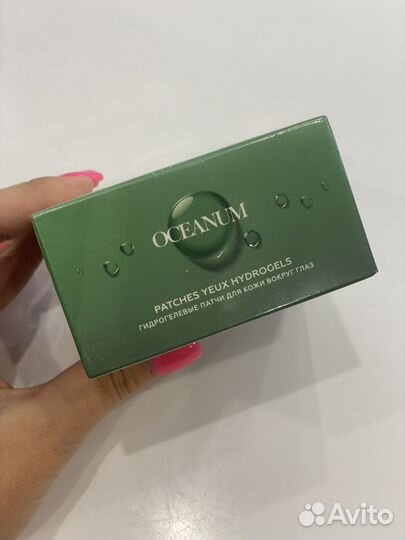 OCEANUM
PATCHES YEUX HYDROGELS
ГИДРОГЕЛЕВЫЕ ПАТЧИ ДЛЯ КОЖИ ВОКРУГ ГЛАЗ
Avito